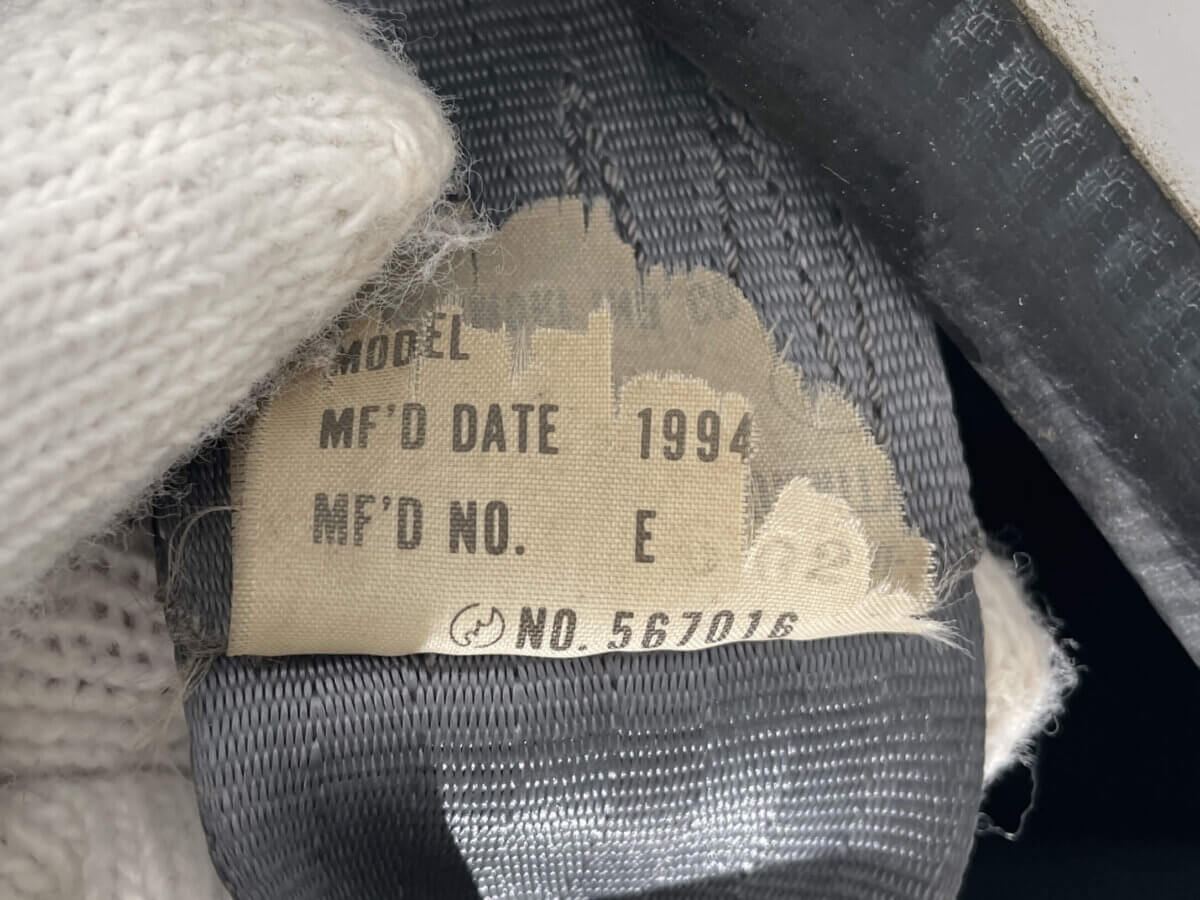 MODEL
MF'D DATE 1994
MF'D NO. E
NO. 567016